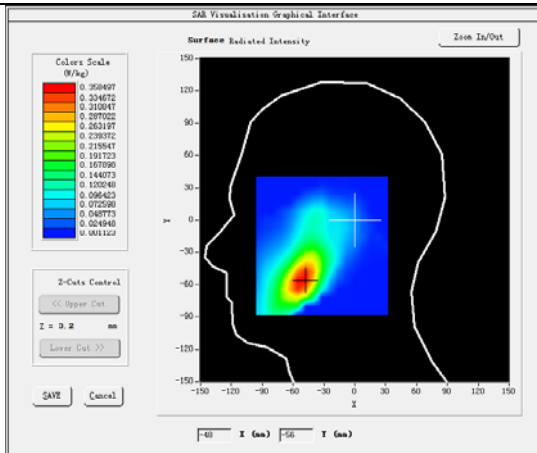 SAR Visualisation Graphical Interface
Surface Radiated Intensity
Zoom In/Out
Colors Scale
(W/kg)
0.358497
0.334672
0.310847
0.287022
0.263197
0.239372
0.215547
0.191723
0.167898
0.144073
0.120248
0.096423
0.072598
0.048773
0.024948
0.001123
Z-Cuts Control
<< Upper Cut
Z = 0.2 mm
Lower Cut >>
SAVE
Cancel
150
120
90
60
30
0
-30
-60
-90
-120
-150
Y
-150 -120 -90 -60 -30 0 30 60 90 120 150
X
-48 X (mm) -56 Y (mm)